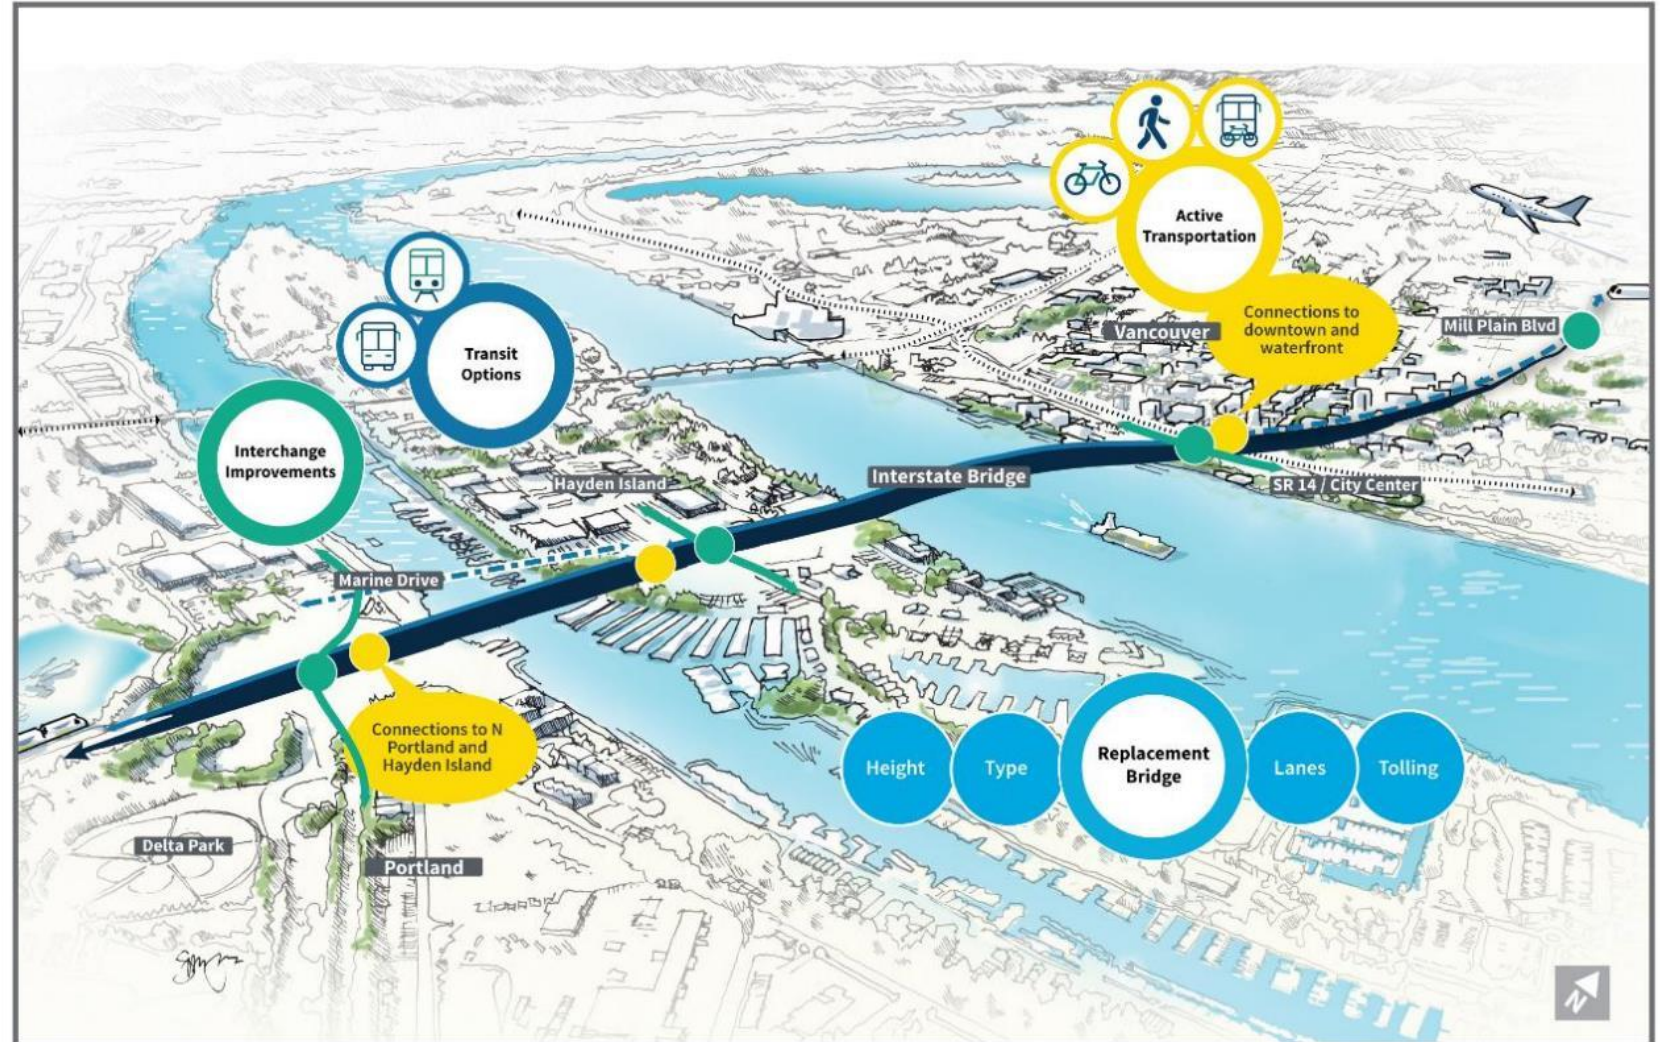 Active
Transportation
Connections to
downtown and
waterfront
Vancouver
Mill Plain Blvd
Transit
Options
Interchange
Improvements
Hayden Island
Interstate Bridge
SR 14 / City Center
Marine Drive
Connections to N
Portland and
Hayden Island
Height
Type
Replacement
Bridge
Lanes
Tolling
Delta Park
Portland
N